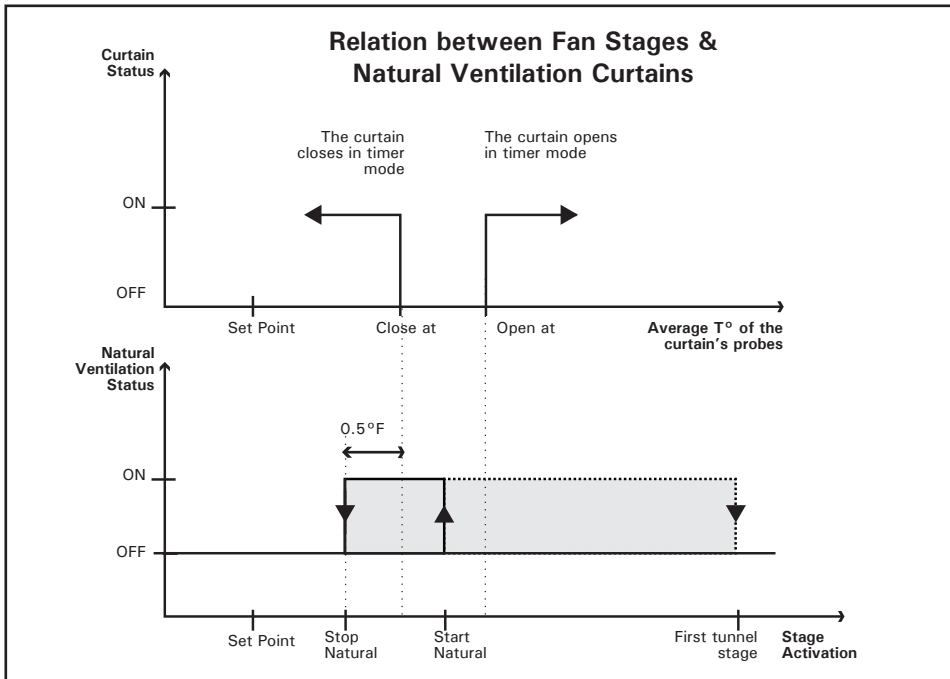 Relation between Fan Stages &
Natural Ventilation Curtains
Curtain
Status
The curtain
closes in timer
mode
The curtain opens
in timer mode
ON
OFF
Set Point
Close at
Open at
Average Tº of the
curtain's probes
Natural
Ventilation
Status
0.5ºF
ON
OFF
Set Point
Stop
Natural
Start
Natural
First tunnel
stage
Stage
Activation